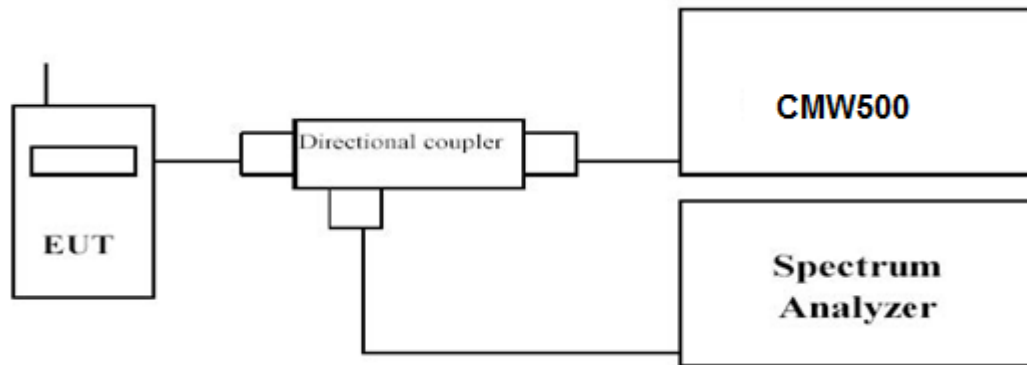 EUT
Directional coupler
CMW500
Spectrum
Analyzer